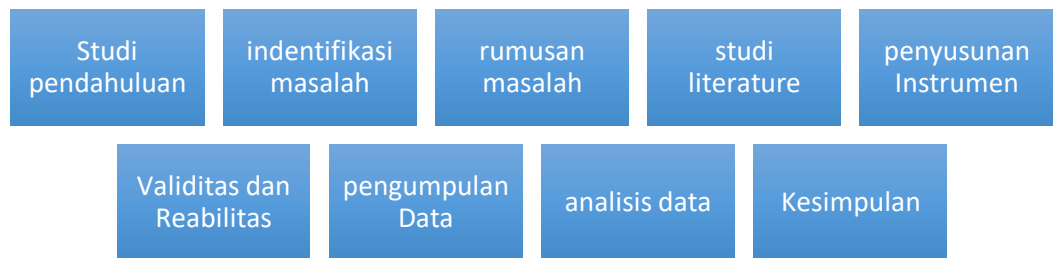 Studi
pendahuluan
indentifikasi
masalah
rumusan
masalah
studi
literature
penyusunan
Instrumen
Validitas dan
Reabilitas
pengumpulan
Data
analisis data
Kesimpulan